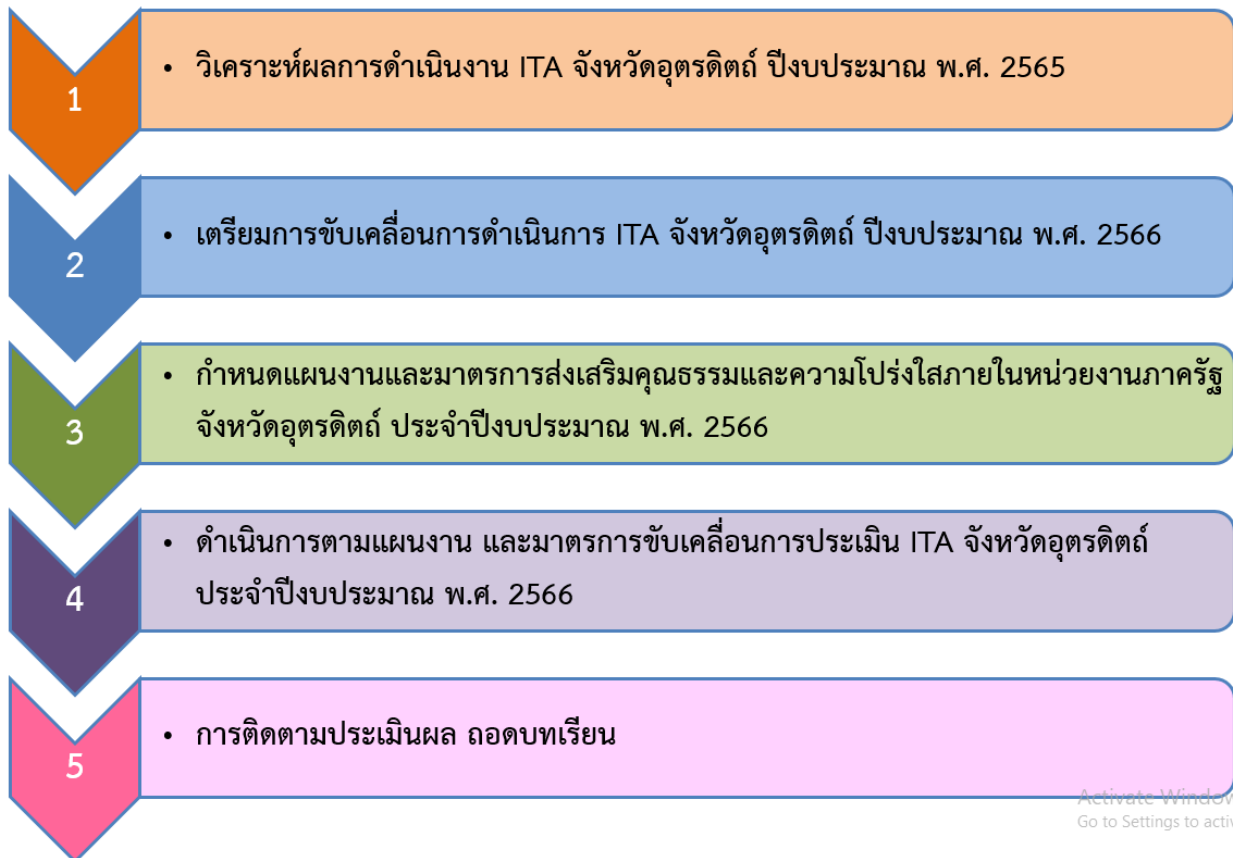 1
• วิเคราะห์ผลการดำเนินงาน ITA จังหวัดอุตรดิตถ์ ปีงบประมาณ พ.ศ. 2565
2
• เตรียมการขับเคลื่อนการดำเนินการ ITA จังหวัดอุตรดิตถ์ ปีงบประมาณ พ.ศ. 2566
3
• กำหนดแผนงานและมาตรการส่งเสริมคุณธรรมและความโปร่งใสภายในหน่วยงานภาครัฐ
จังหวัดอุตรดิตถ์ ประจำปีงบประมาณ พ.ศ. 2566
4
• ดำเนินการตามแผนงาน และมาตรการขับเคลื่อนการประเมิน ITA จังหวัดอุตรดิตถ์
ประจำปีงบประมาณ พ.ศ. 2566
5
• การติดตามประเมินผล ถอดบทเรียน
Activate Window
Go to Settings to activ